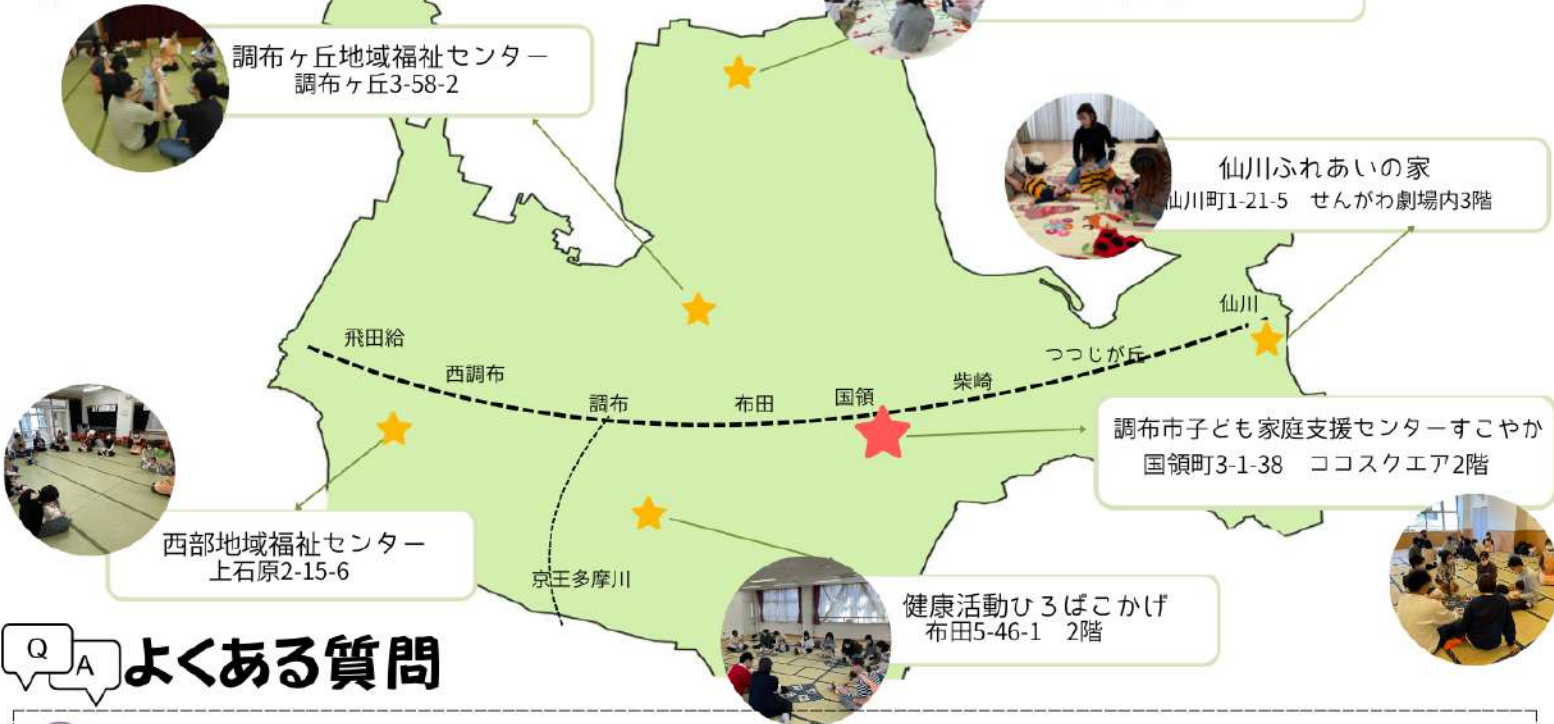 調布ヶ丘地域福祉センター
調布ヶ丘3-58-2
仙川ふれあいの家
仙川町1-21-5　せんがわ劇場内3階
仙川
飛田給
つつじが丘
西調布
柴崎
国領
調布
布田
調布市子ども家庭支援センターすこやか
国領町3-1-38　ココスクエア2階
西部地域福祉センター
上石原2-15-6
京王多摩川
健康活動ひろばこかげ
布田5-46-1　2階
Q
A
よくある質問